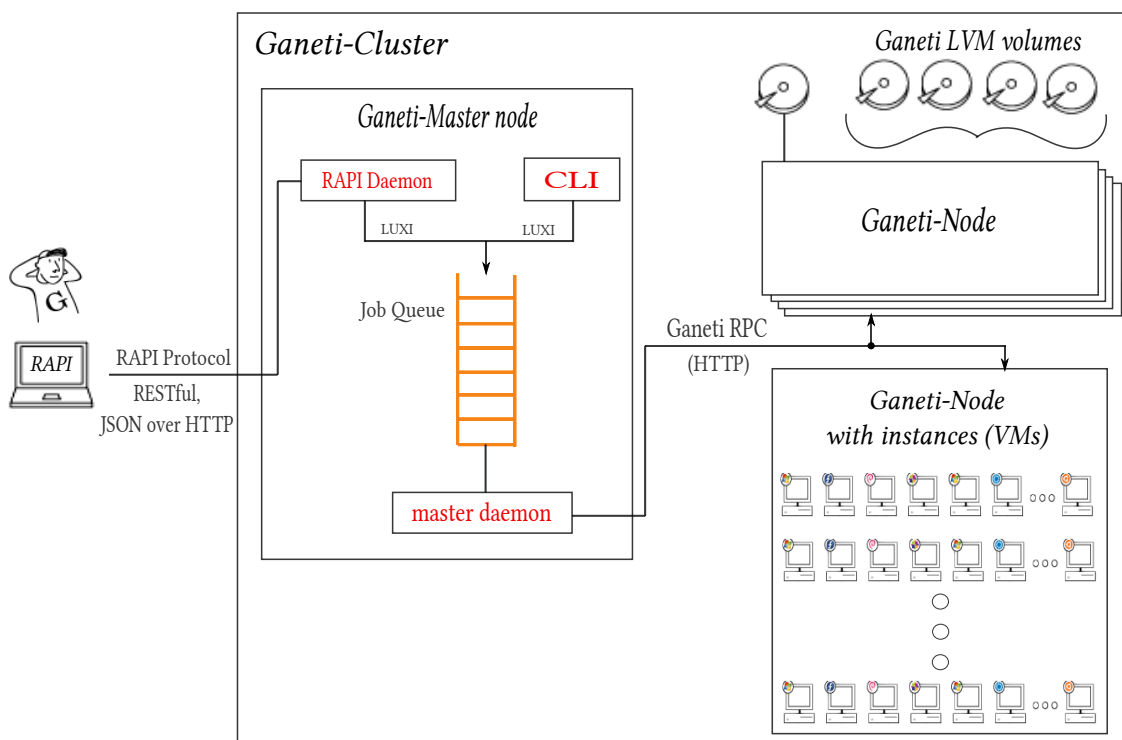 Ganeti-Cluster
Ganeti LVM volumes
Ganeti-Master node
RAPI Daemon
CLI
LUXI
LUXI
Job Queue
master daemon
G
RAPI
RAPI Protocol
RESTful,
JSON over HTTP
Ganeti RPC
(HTTP)
Ganeti-Node
Ganeti-Node
with instances (VMs)